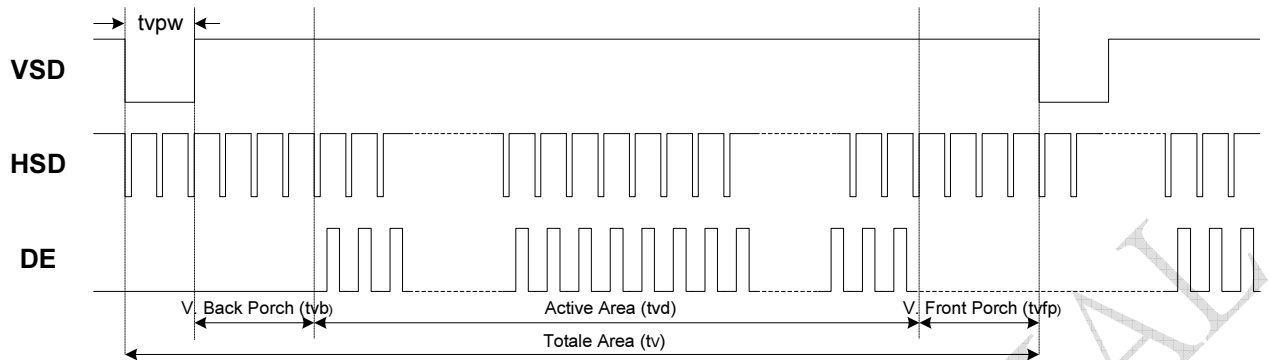 tvpw
VSD
HSD
DE
V. Back Porch (tvb)
Active Area (tvd)
V. Front Porch (tvfp)
Totale Area (tv)